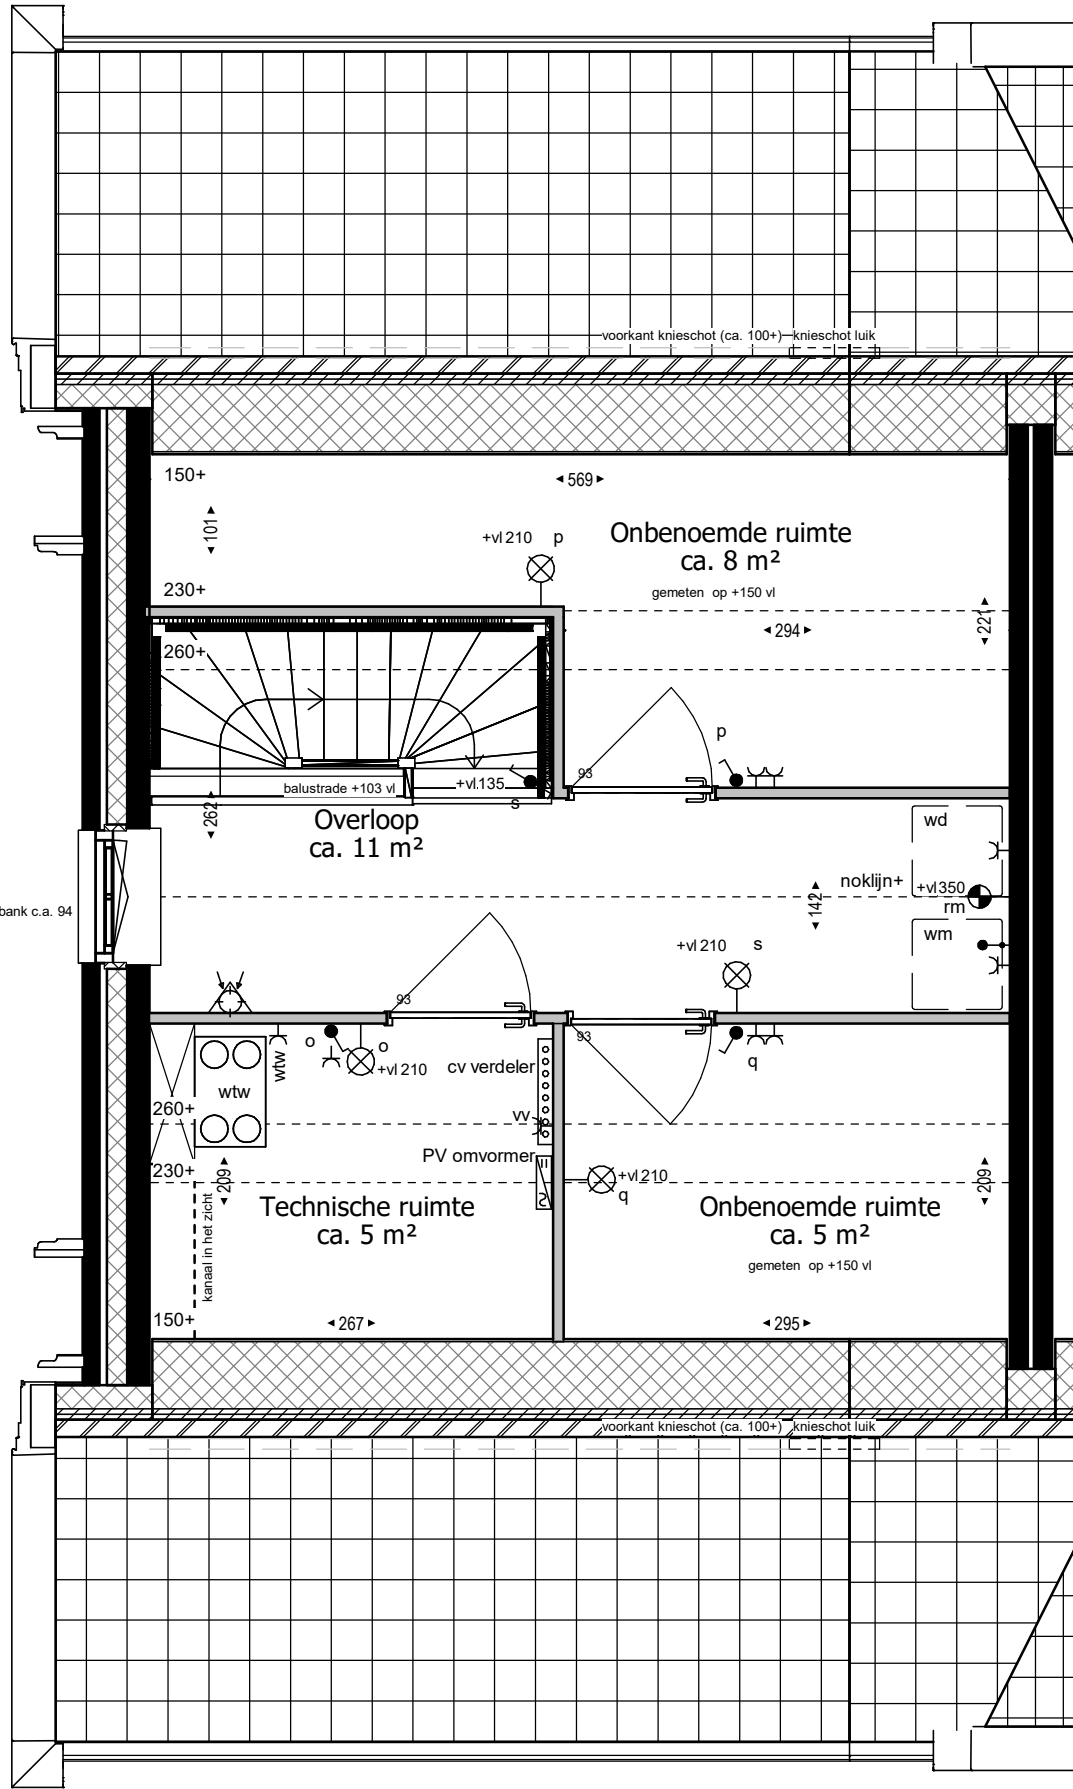 voorkant knieschot (ca. 100+)
knieschot luik
150+
569
101
+vl 210 p
Onbenoemde ruimte
ca. 8 m²
gemeten op +150 vl
230+
221
294
260+
p
93
balustrade +103 vl
+vl.135
s
262
Overloop
ca. 11 m²
wd
noklijn+
+vl 350
rm
142
bank c.a. 94
wm
+vl 210 s
93
93
o
o
+vl 210
wtw
wtw
cv verdeler
q
260+
vv
PV omvormer
230+
209
+vl 210
q
209
kanaal in het zicht
Technische ruimte
ca. 5 m²
Onbenoemde ruimte
ca. 5 m²
gemeten op +150 vl
150+
267
295
voorkant knieschot (ca. 100+)
knieschot luik